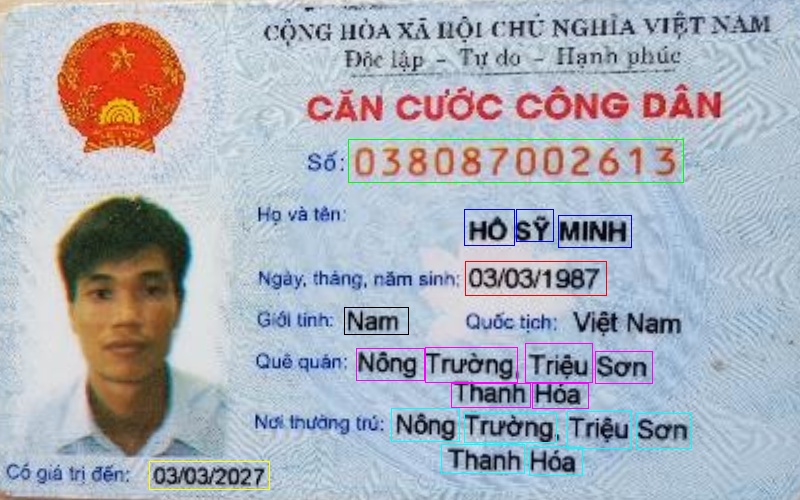 CỘNG HÒA XÃ HỘI CHỦ NGHĨA VIỆT NAM
Độc lập - Tự do - Hạnh phúc
CĂN CƯỚC CÔNG DÂN
Số: 038087002613
Họ và tên: HỒ SỸ MINH
Ngày, tháng, năm sinh: 03/03/1987
Giới tính: Nam Quốc tịch: Việt Nam
Quê quán: Nông Trường, Triệu Sơn
Thanh Hóa
Nơi thường trú: Nông Trường, Triệu Sơn
Thanh Hóa
Có giá trị đến: 03/03/2027